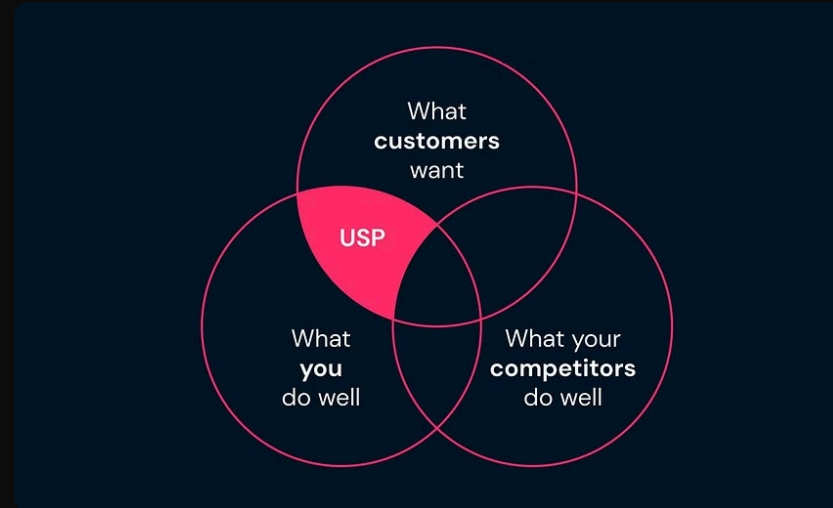 What
customers
want
USP
What
you
do well
What your
competitors
do well